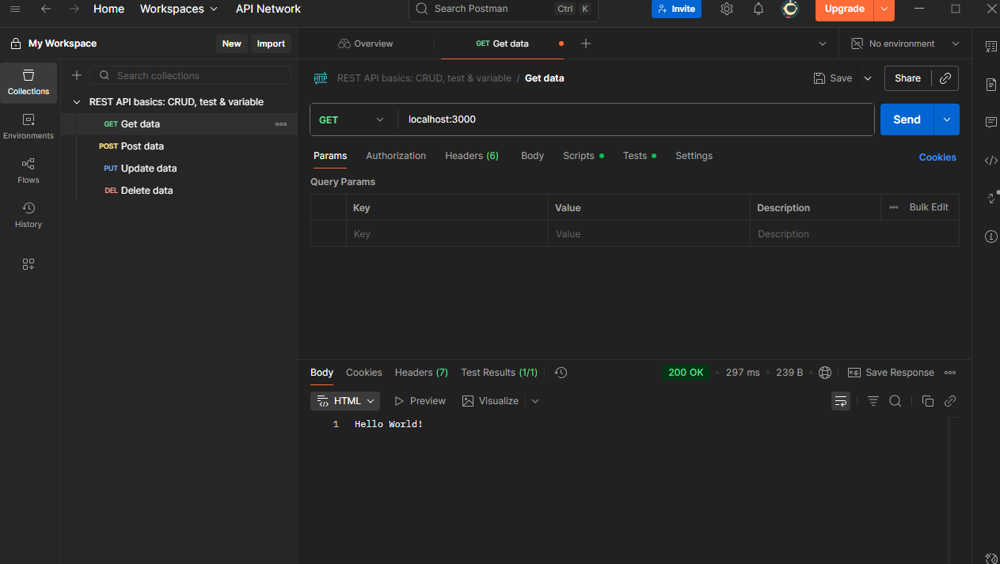 Home Workspaces API Network Search Postman Ctrl K Invite Upgrade
My Workspace New Import Overview GET Get data No environment
Search collections REST API basics: CRUD, test & variable / Get data Save Share
Collections REST API basics: CRUD, test & variable
GET Get data GET localhost:3000 Send
Environments POST Post data
PUT Update data Params Authorization Headers (6) Body Scripts Tests Settings Cookies
Flows DEL Delete data Query Params
History Key Value Description Bulk Edit
Key Value Description
Body Cookies Headers (7) Test Results (1/1) 200 OK 297 ms 239 B e.g. Save Response
HTML Preview Visualize
1 Hello World!